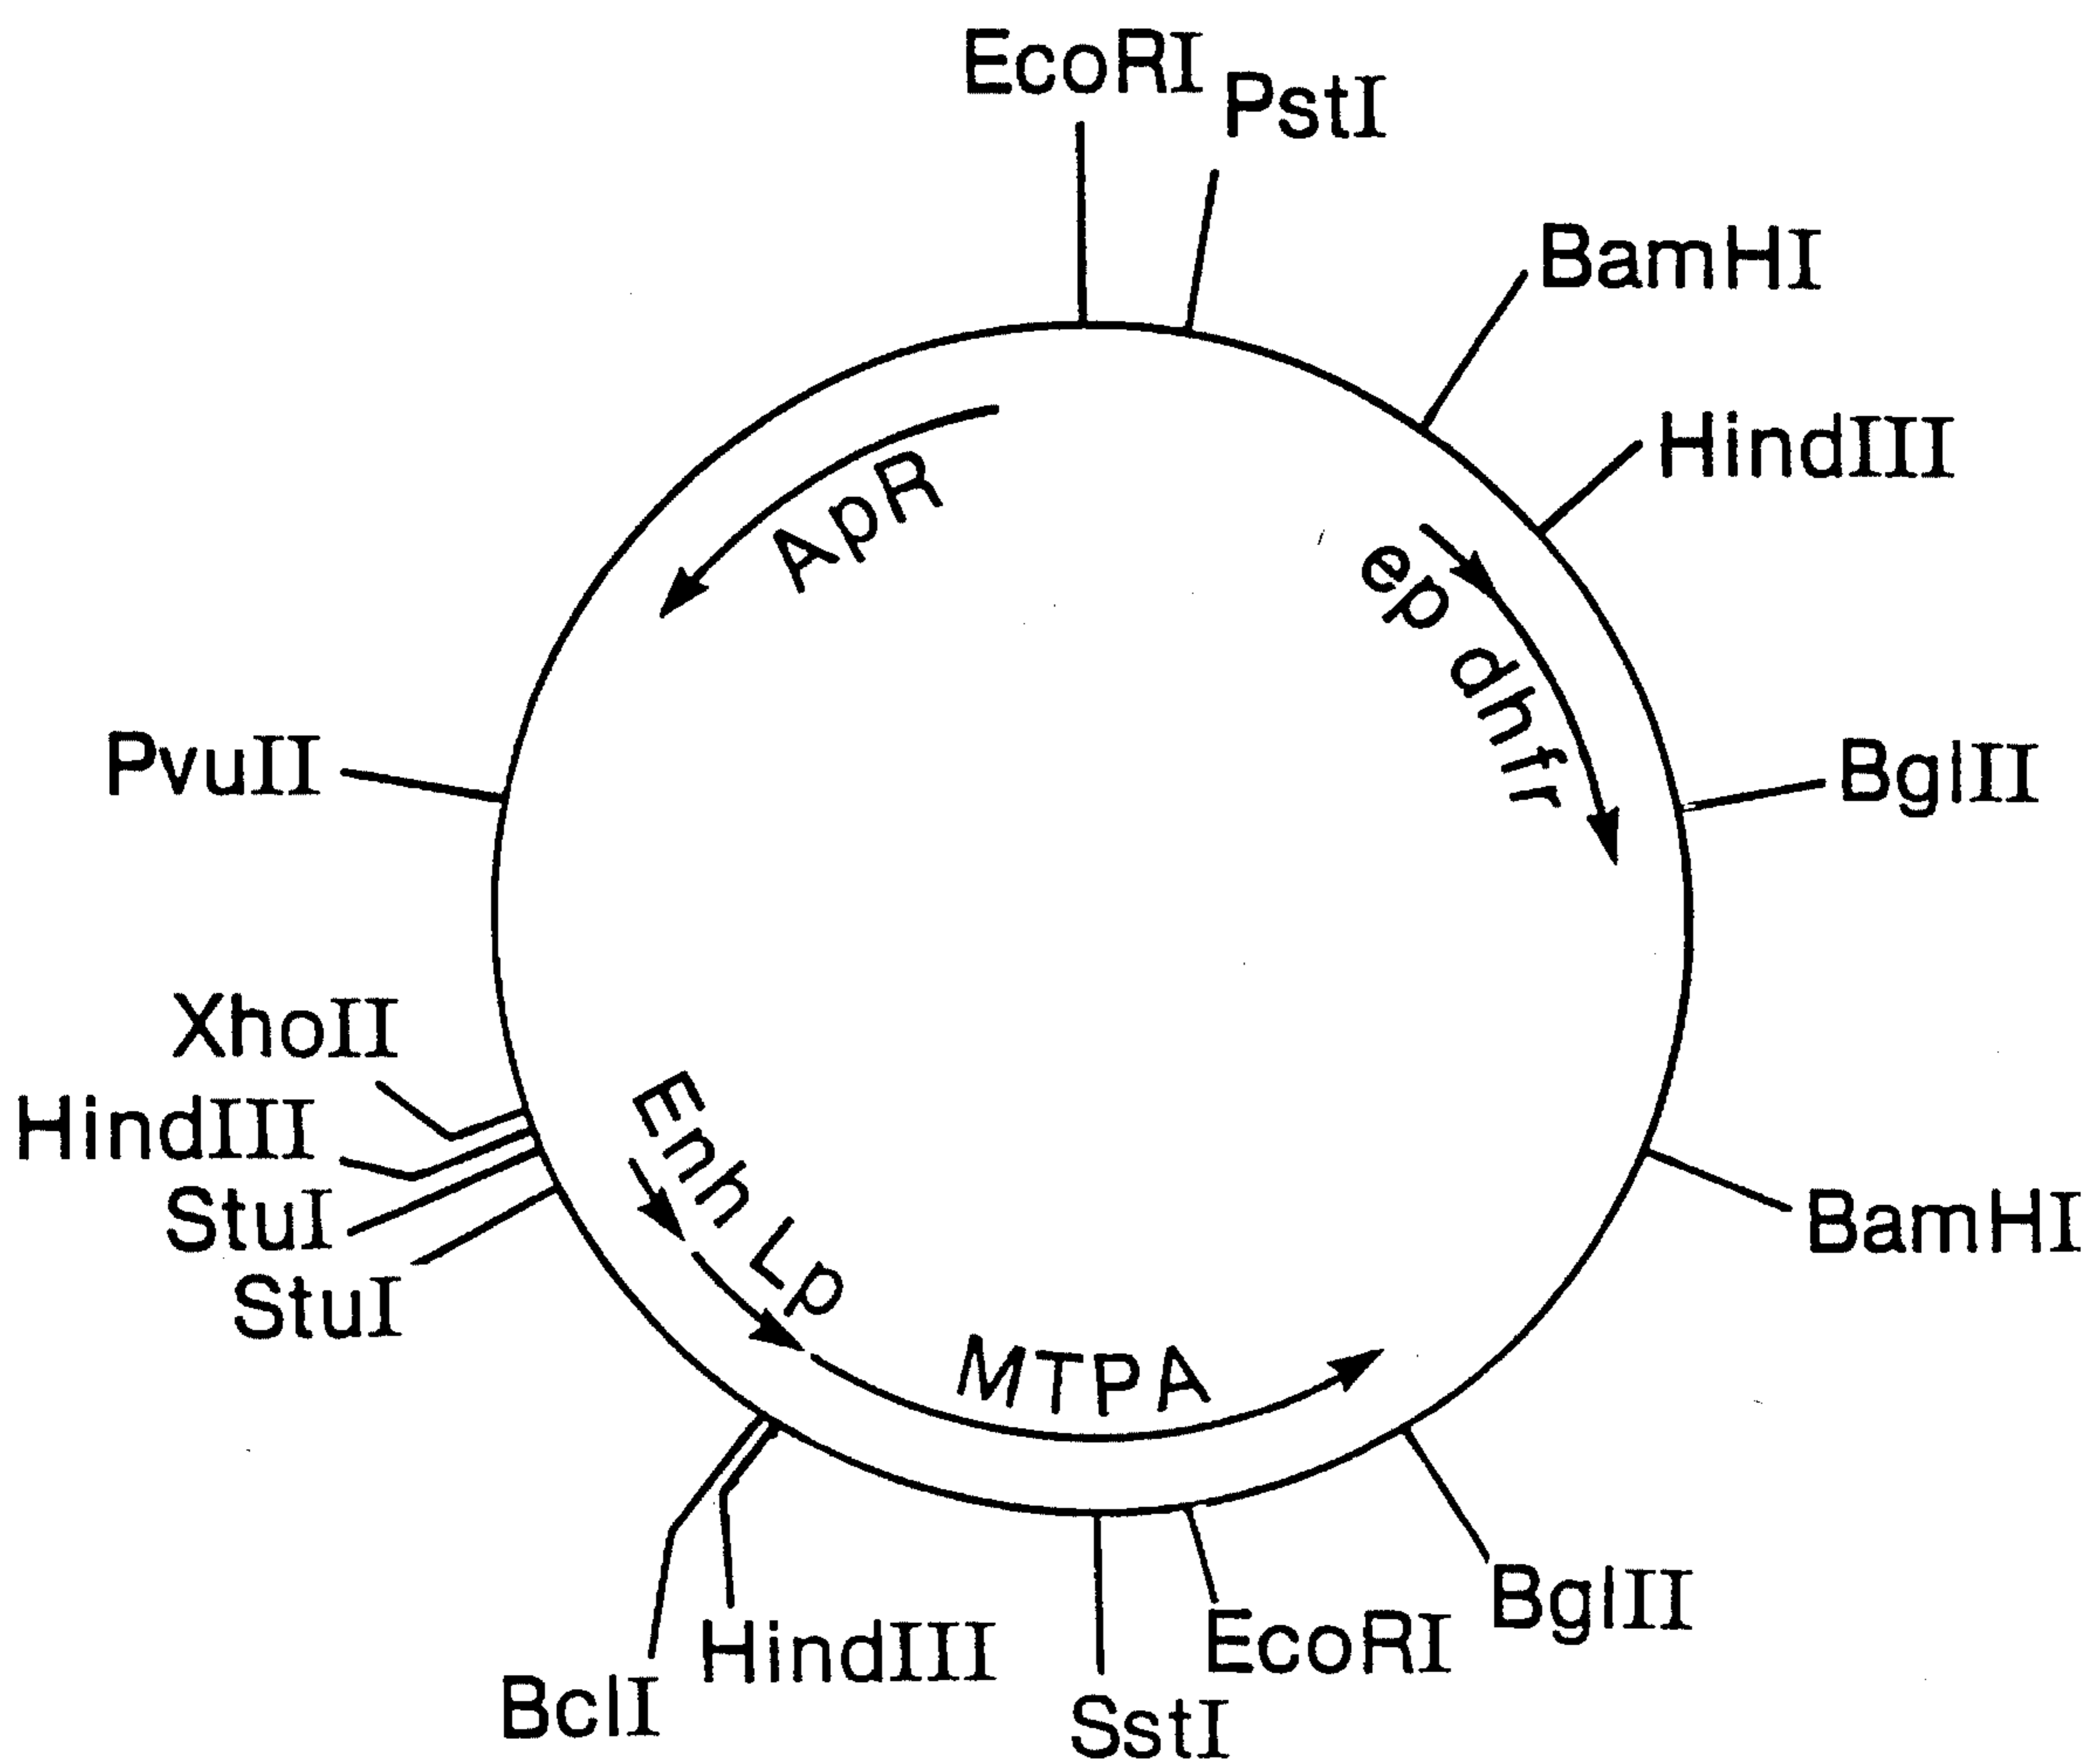 EcoRI
PstI
BamHI
HindIII
ApR
ep dhfr
PvuII
BglII
XhoII
HindIII
StuI
StuI
Enh Lp
BamHI
MTPA
BglII
EcoRI
HindIII
BclI
SstI